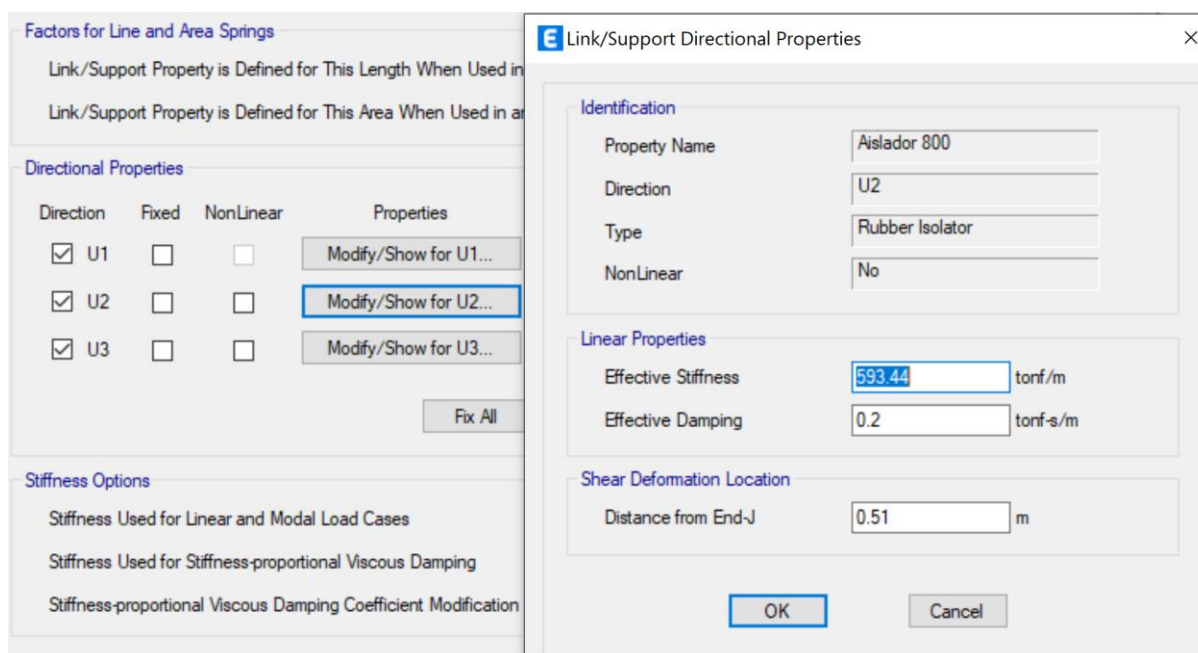 Factors for Line and Area Springs
Link/Support Property is Defined for This Length When Used in
Link/Support Property is Defined for This Area When Used in
Directional Properties
Direction Fixed NonLinear Properties
U1 Modify/Show for U1...
U2 Modify/Show for U2...
U3 Modify/Show for U3...
Fix All
Stiffness Options
Stiffness Used for Linear and Modal Load Cases
Stiffness Used for Stiffness-proportional Viscous Damping
Stiffness-proportional Viscous Damping Coefficient Modification
E Link/Support Directional Properties
Identification
Property Name Aislador 800
Direction U2
Type Rubber Isolator
NonLinear No
Linear Properties
Effective Stiffness 593.44 tonf/m
Effective Damping 0.2 tonf-s/m
Shear Deformation Location
Distance from End-J 0.51 m
OK Cancel